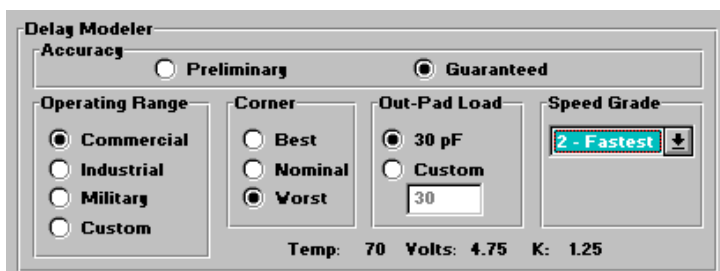 Delay Modeler
Accuracy
Preliminary Guaranteed
Operating Range Corner Out-Pad Load Speed Grade
Commercial Best 30 pF 2 - Fastest
Industrial Nominal Custom
Military Worst 30
Custom
Temp: 70 Volts: 4.75 K: 1.25